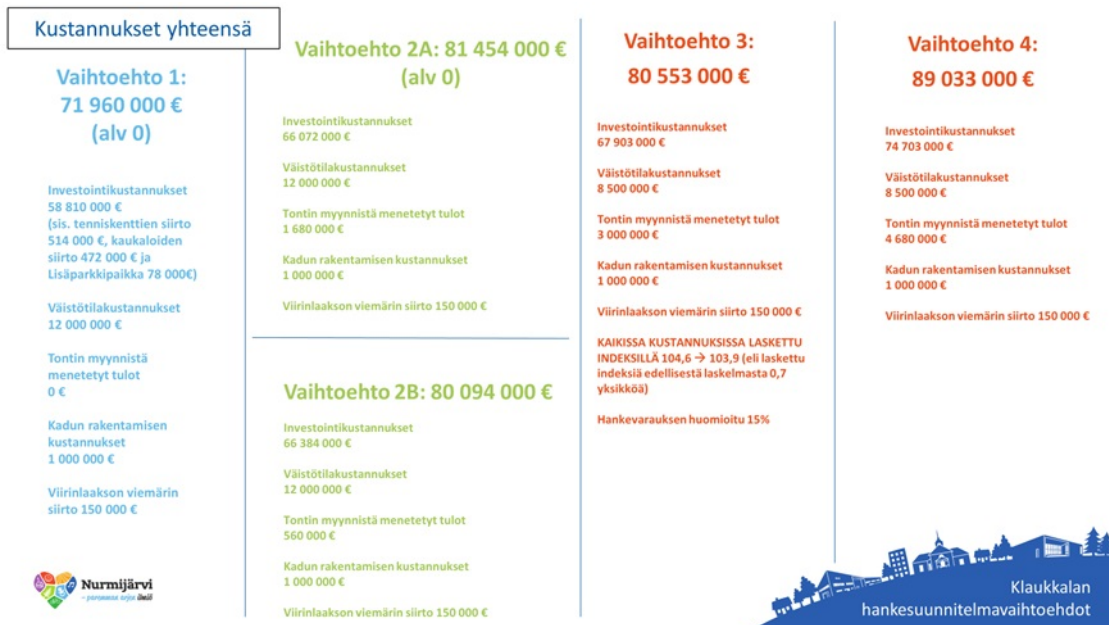 Kustannukset yhteensä
Vaihtoehto 1:
71 960 000 €
(alv 0)
Investointikustannukset
58 810 000 €
(sis. tenniskenttien siirto
514 000 €, kaukaloiden
siirto 472 000 € ja
Lisäparkkipaikka 78 000€)
Väistötilakustannukset
12 000 000 €
Tontin myynnistä
menetetyt tulot
0 €
Kadun rakentamisen
kustannukset
1 000 000 €
Viirinlaakson viemärin
siirto 150 000 €
Vaihtoehto 2A: 81 454 000 €
(alv 0)
Investointikustannukset
66 072 000 €
Väistötilakustannukset
12 000 000 €
Tontin myynnistä menetetyt tulot
1 680 000 €
Kadun rakentamisen kustannukset
1 000 000 €
Viirinlaakson viemärin siirto 150 000 €
Vaihtoehto 2B: 80 094 000 €
Investointikustannukset
66 384 000 €
Väistötilakustannukset
12 000 000 €
Tontin myynnistä menetetyt tulot
560 000 €
Kadun rakentamisen kustannukset
1 000 000 €
Viirinlaakson viemärin siirto 150 000 €
Vaihtoehto 3:
80 553 000 €
Investointikustannukset
67 903 000 €
Väistötilakustannukset
8 500 000 €
Tontin myynnistä menetetyt tulot
3 000 000 €
Kadun rakentamisen kustannukset
1 000 000 €
Viirinlaakson viemärin siirto 150 000 €
KAIKISSA KUSTANNUKSISSA LASKETTU
INDEKSILLÄ 104,6 → 103,9 (eli laskettu
indeksiä edellisestä laskelmasta 0,7
yksikköä)
Hankevarauksen huomioitu 15%
Vaihtoehto 4:
89 033 000 €
Investointikustannukset
74 703 000 €
Väistötilakustannukset
8 500 000 €
Tontin myynnistä menetetyt tulot
4 680 000 €
Kadun rakentamisen kustannukset
1 000 000 €
Viirinlaakson viemärin siirto 150 000 €
Nurmijärvi
– paremman arjen ilmiö
Klaukkalan
hankesuunnitelmavaihtoehdot